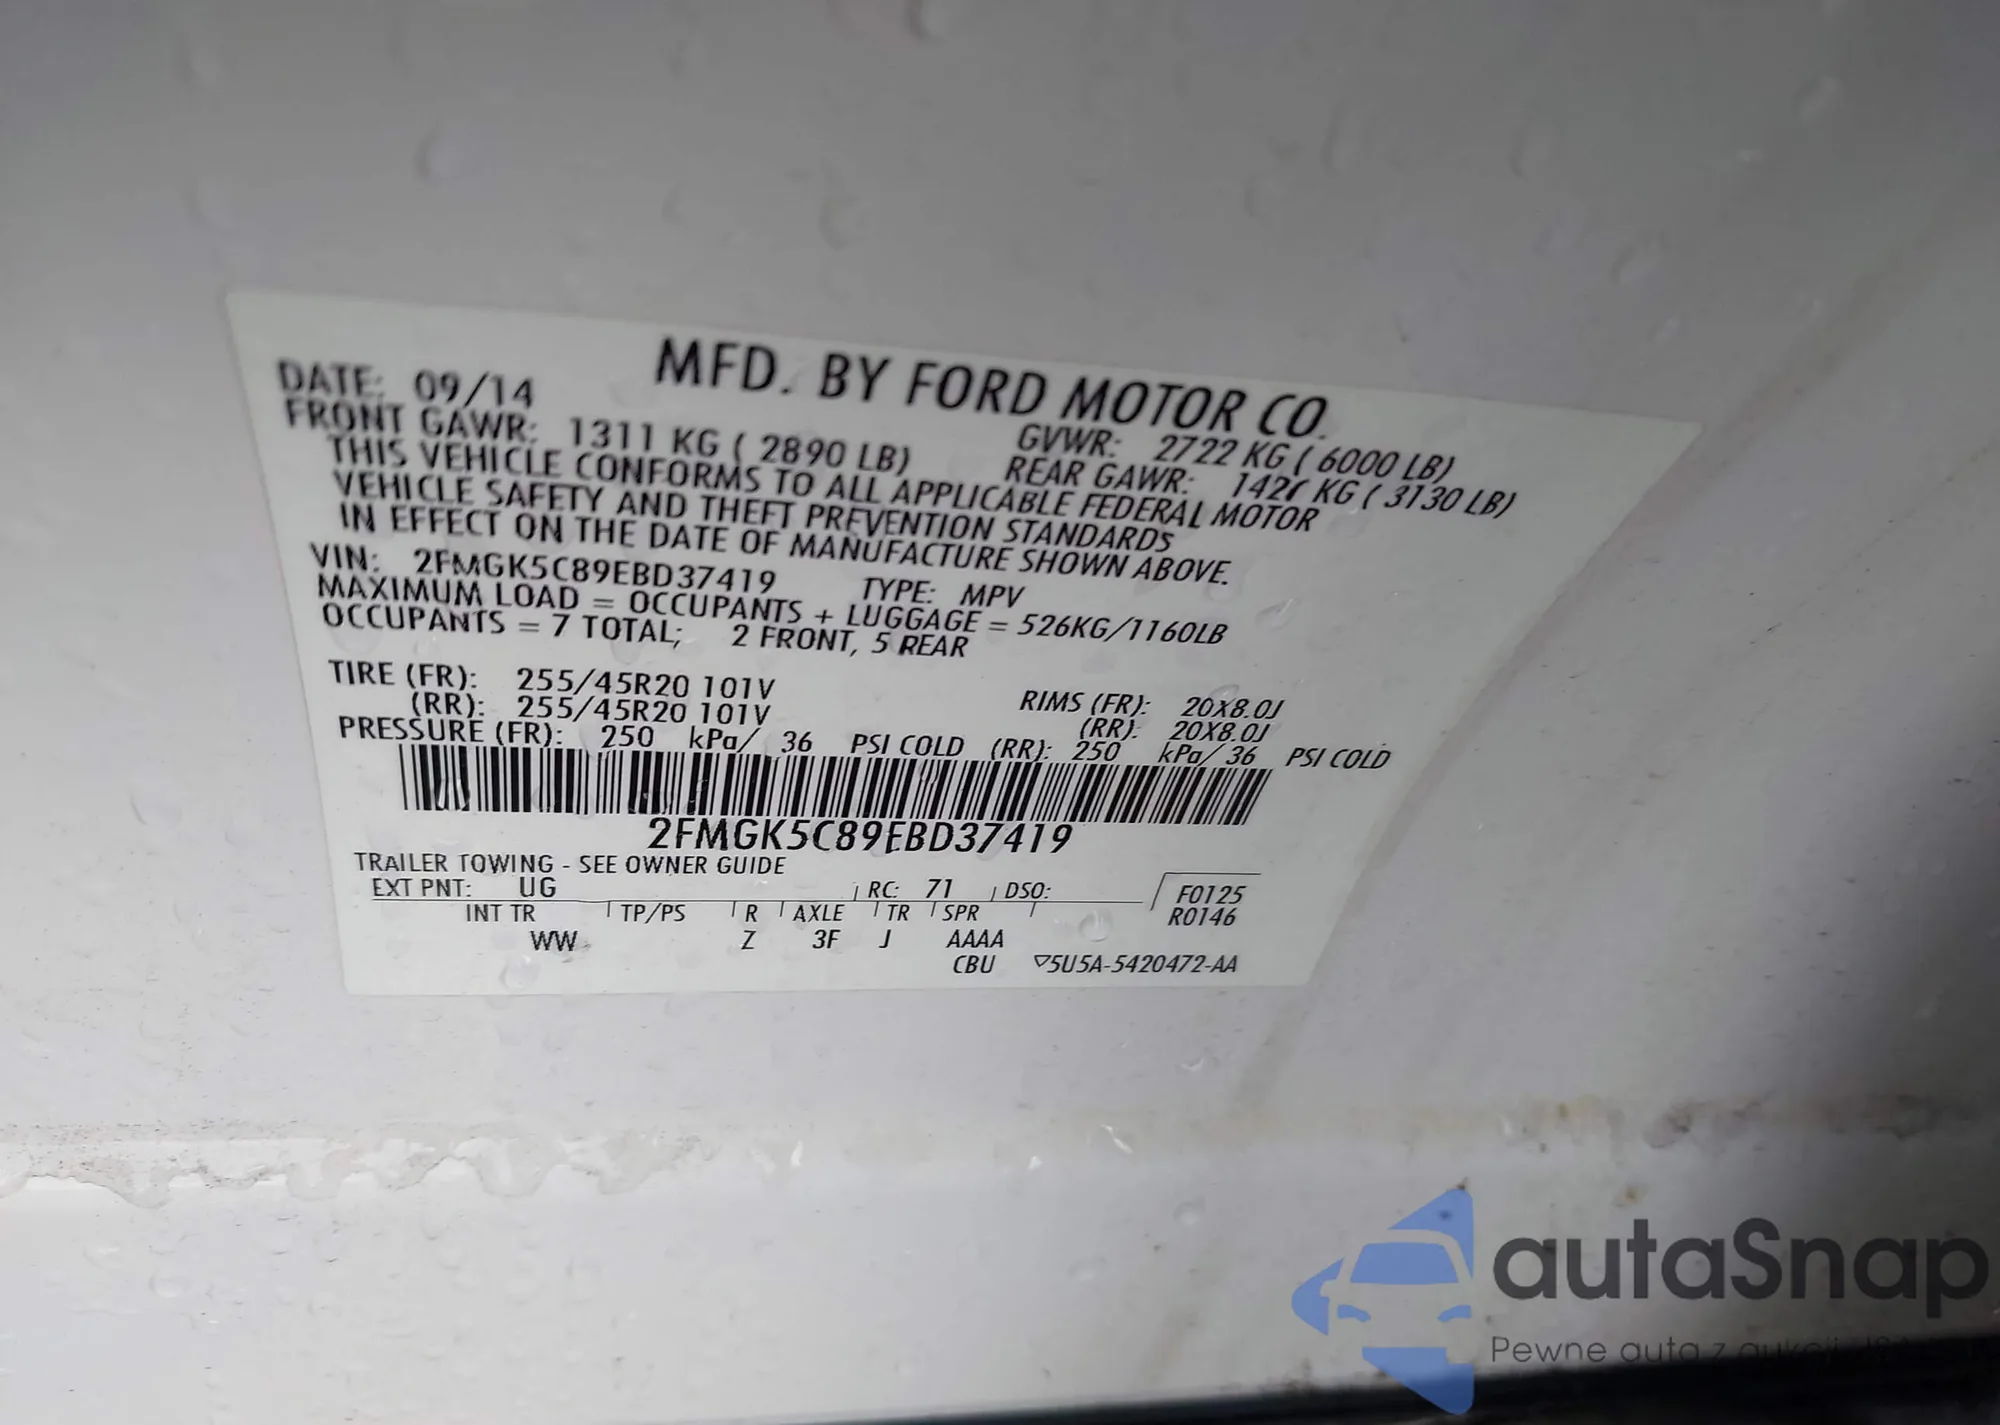 MFD. BY FORD MOTOR CO.
DATE: 09/14 GVWR: 2722 KG ( 6000 LB)
FRONT GAWR: 1311 KG ( 2890 LB) REAR GAWR: KG ( 3130 LB)
THIS VEHICLE CONFORMS TO ALL APPLICABLE FEDERAL MOTOR
VEHICLE SAFETY AND THEFT PREVENTION STANDARDS
IN EFFECT ON THE DATE OF MANUFACTURE SHOWN ABOVE.
VIN: 2FMGK5C89EBD37419 TYPE: MPV
MAXIMUM LOAD = OCCUPANTS + LUGGAGE = 526KG/1160LB
OCCUPANTS = 7 TOTAL; 2 FRONT, 5 REAR
TIRE (FR): 255/45R20 101V RIMS (FR): 20X8.0J
(RR): 255/45R20 101V (RR): 20X8.0J
PRESSURE (FR): 250 kPa/ 36 PSI COLD (RR): 250 kPa/ 36 PSI COLD
2FMGK5C89EBD37419
TRAILER TOWING - SEE OWNER GUIDE
EXT PNT: UG RC: 71 DSO: F0125
INT TR TP/PS R AXLE TR SPR R0146
WW Z 3F J AAAA
CBU ▽5U5A-5420472-AA
autaSnap
Pewne auta z aukcji